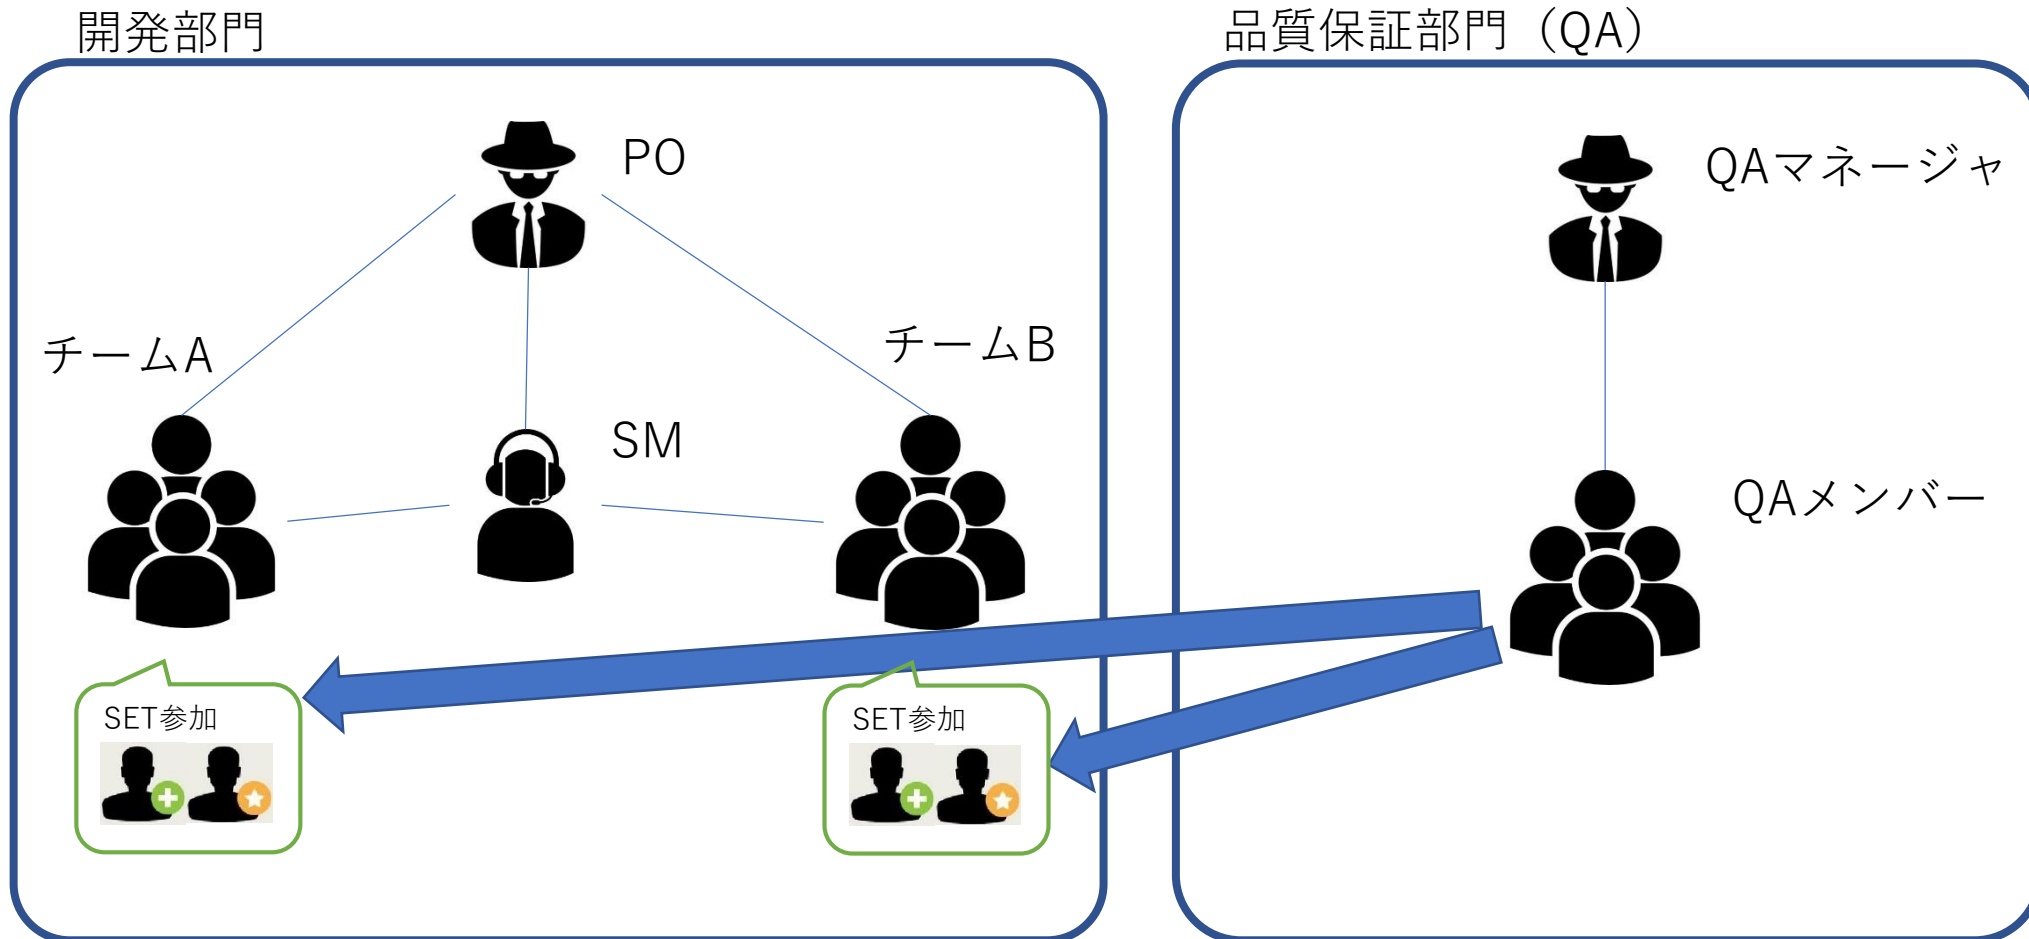 開発部門
品質保証部門（QA）
PO
QAマネージャ
チームA
チームB
SM
QAメンバー
SET参加
SET参加